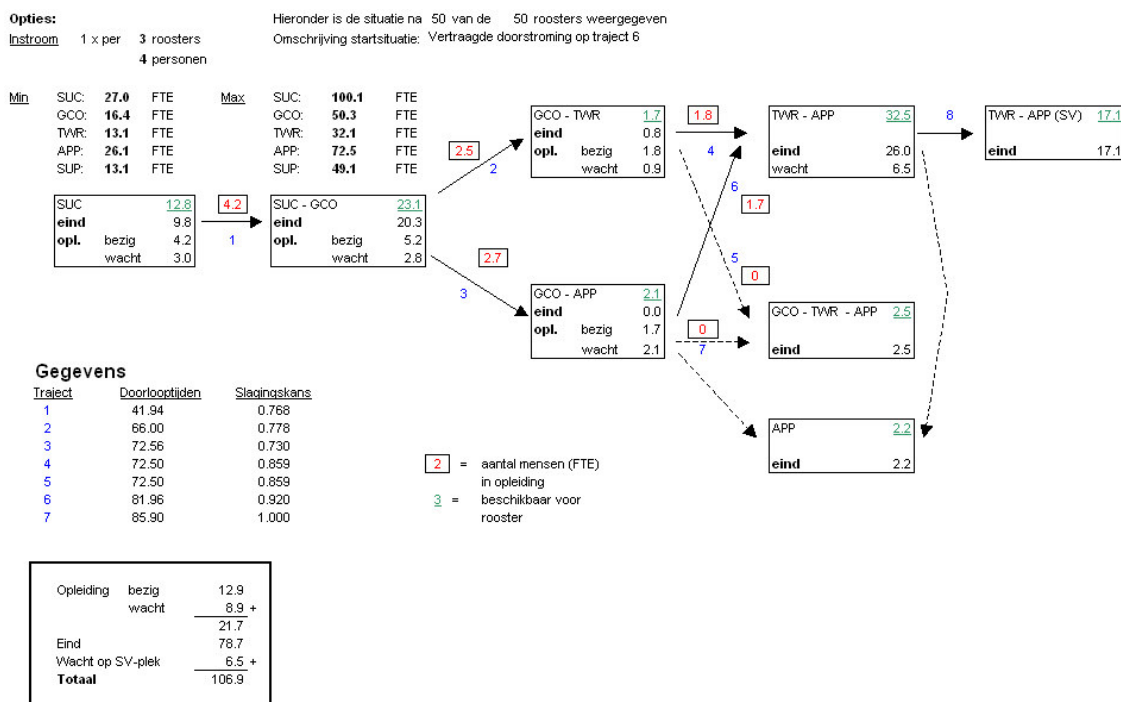 Opties:
Hieronder is de situatie na 50 van de 50 roosters weergegeven
Instroom 1 x per 3 roosters
Omschrijving startsituatie: Vertraagde doorstroming op traject 6
4 personen
Min SUC: 27.0 FTE Max SUC: 100.1 FTE
GCO: 16.4 FTE GCO: 50.3 FTE
TWR: 13.1 FTE TWR: 32.1 FTE
APP: 26.1 FTE APP: 72.5 FTE
SUP: 13.1 FTE SUP: 49.1 FTE
SUC 12.8
eind 9.8
opl. bezig 4.2
wacht 3.0
4.2
1
SUC - GCO 23.1
eind 20.3
opl. bezig 5.2
wacht 2.8
2.5
2
2.7
3
GCO - TWR 1.7
eind 0.8
opl. bezig 1.8
wacht 0.9
1.8
4
6
1.7
5
0
GCO - APP 2.1
eind 0.0
opl. bezig 1.7
wacht 2.1
0
7
TWR - APP 32.5
eind 26.0
wacht 6.5
8
TWR - APP (SV) 17.1
eind 17.1
GCO - TWR - APP 2.5
eind 2.5
APP 2.2
eind 2.2
Gegevens
Traject Doorlooptijden Slagingskans
1 41.94 0.768
2 66.00 0.778
3 72.56 0.730
4 72.50 0.859
5 72.50 0.859
6 81.96 0.920
7 85.90 1.000
2 = aantal mensen (FTE)
in opleiding
3 = beschikbaar voor
rooster
Opleiding bezig 12.9
wacht 8.9 +
21.7
Eind 78.7
Wacht op SV-plek 6.5 +
Totaal 106.9